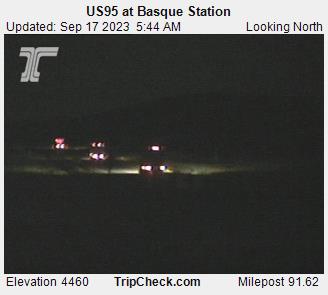 US95 at Basque Station
Updated: Sep 17 2023 5:44 AM Looking North
Elevation 4460 TripCheck.com Milepost 91.62